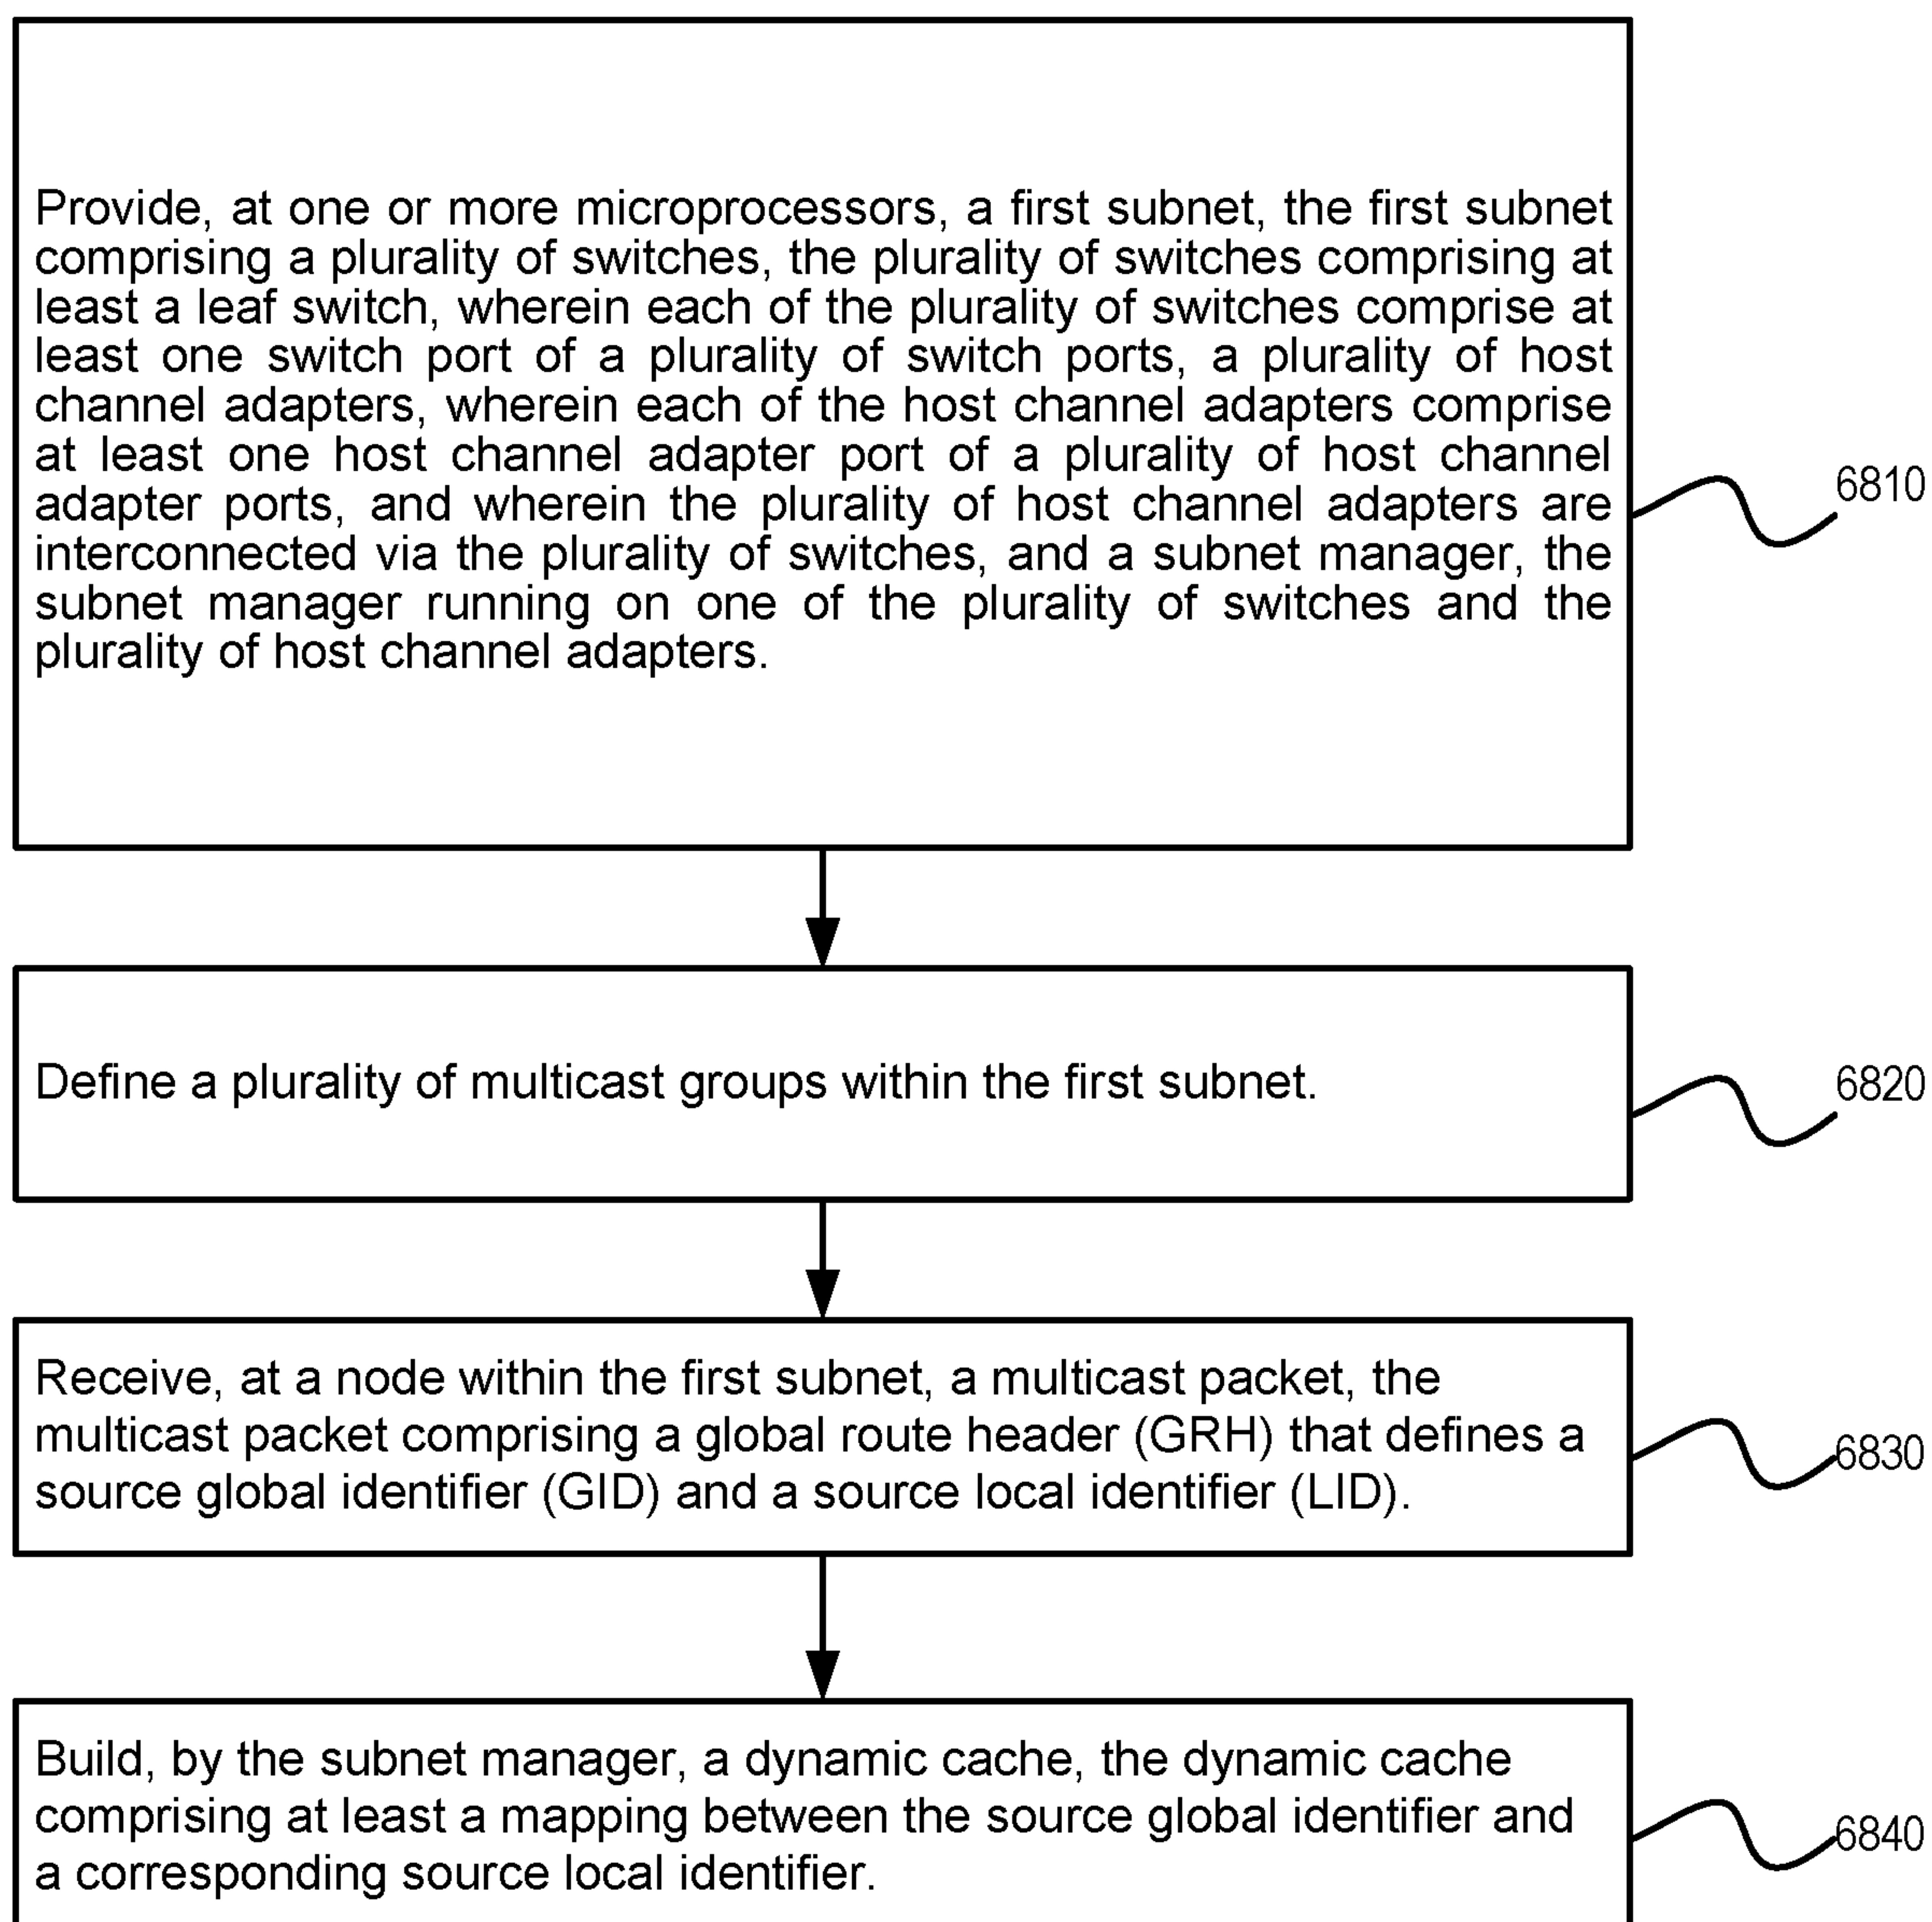 Provide, at one or more microprocessors, a first subnet, the first subnet
comprising a plurality of switches, the plurality of switches comprising at
least a leaf switch, wherein each of the plurality of switches comprise at
least one switch port of a plurality of switch ports, a plurality of host
channel adapters, wherein each of the host channel adapters comprise
at least one host channel adapter port of a plurality of host channel
adapter ports, and wherein the plurality of host channel adapters are
interconnected via the plurality of switches, and a subnet manager, the
subnet manager running on one of the plurality of switches and the
plurality of host channel adapters.
6810
Define a plurality of multicast groups within the first subnet.
6820
Receive, at a node within the first subnet, a multicast packet, the
multicast packet comprising a global route header (GRH) that defines a
source global identifier (GID) and a source local identifier (LID).
6830
Build, by the subnet manager, a dynamic cache, the dynamic cache
comprising at least a mapping between the source global identifier and
a corresponding source local identifier.
6840